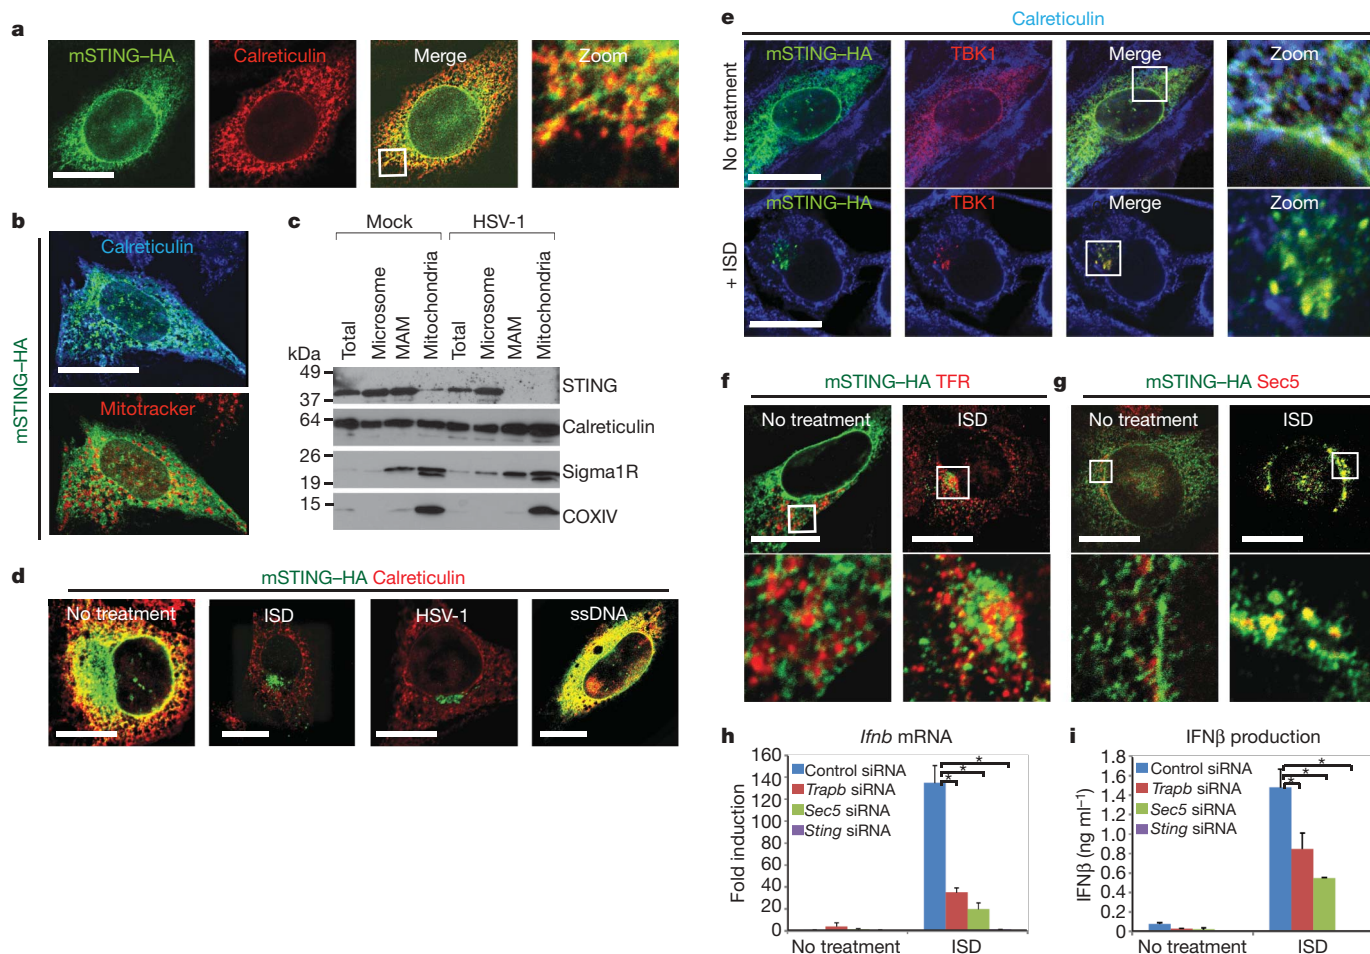 a
mSTING–HA
Calreticulin
Merge
Zoom
b
mSTING–HA
Calreticulin
Mitotracker
c
Mock
HSV-1
Total
Microsome
MAM
Mitochondria
Total
Microsome
MAM
Mitochondria
kDa
49
37
STING
64
Calreticulin
26
19
Sigma1R
15
COXIV
d
mSTING–HA Calreticulin
No treatment
ISD
HSV-1
ssDNA
e
Calreticulin
No treatment
mSTING–HA
TBK1
Merge
Zoom
+ ISD
mSTING–HA
TBK1
Merge
Zoom
f
mSTING–HA TFR
No treatment
ISD
g
mSTING–HA Sec5
No treatment
ISD
h
Ifnb mRNA
Fold induction
160
140
120
100
80
60
40
20
0
Control siRNA
Trapb siRNA
Sec5 siRNA
Sting siRNA
*
*
*
No treatment
ISD
i
IFNβ production
IFNβ (ng ml⁻¹)
1.8
1.6
1.4
1.2
1.0
0.8
0.6
0.4
0.2
0
Control siRNA
Trapb siRNA
Sec5 siRNA
Sting siRNA
*
*
*
No treatment
ISD